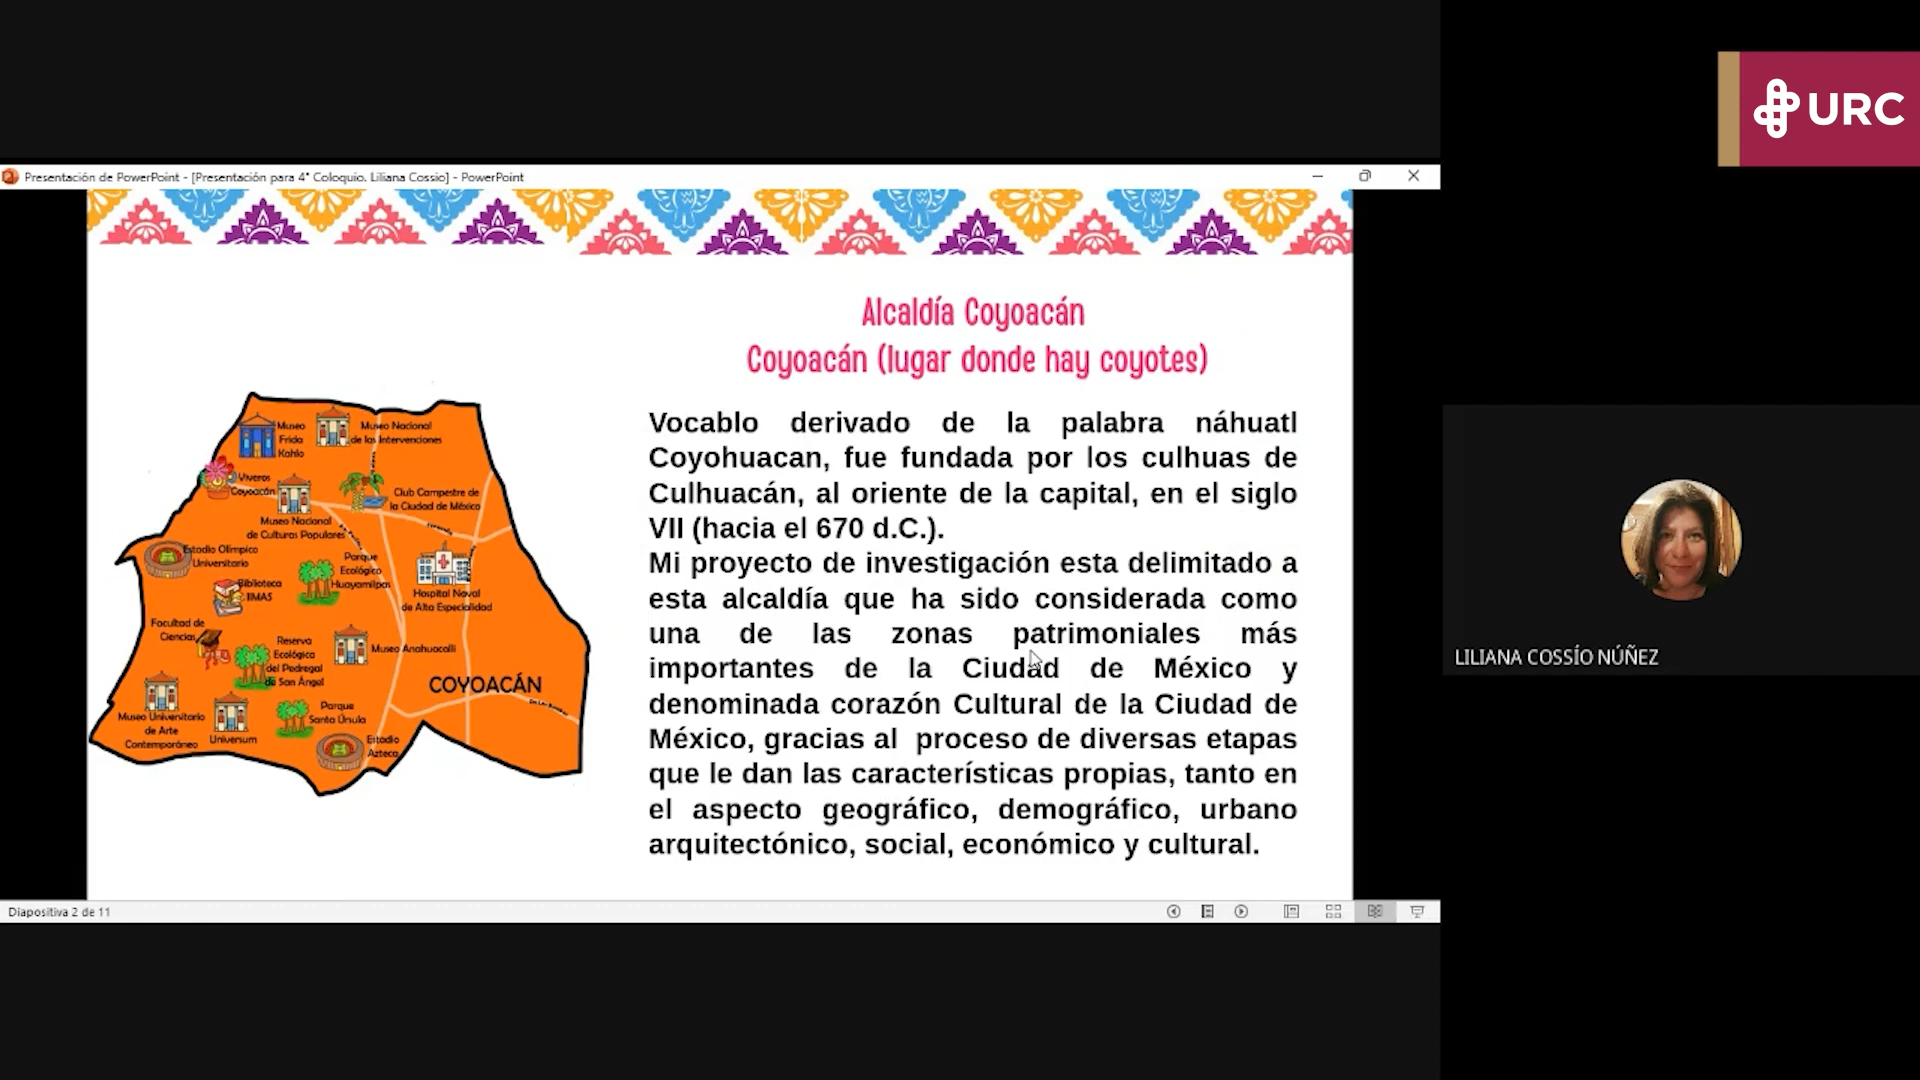 URC
Presentación de PowerPoint - [Presentación para 4° Coloquio. Liliana Cossio] - PowerPoint
Alcaldía Coyoacán
Coyoacán (lugar donde hay coyotes)
Vocablo derivado de la palabra náhuatl
Coyohuacan, fue fundada por los culhuas de
Culhuacán, al oriente de la capital, en el siglo
VII (hacia el 670 d.C.).
Mi proyecto de investigación esta delimitado a
esta alcaldía que ha sido considerada como
una de las zonas patrimoniales más
importantes de la Ciudad de México y
denominada corazón Cultural de la Ciudad de
México, gracias al proceso de diversas etapas
que le dan las características propias, tanto en
el aspecto geográfico, demográfico, urbano
arquitectónico, social, económico y cultural.
Museo
Frida
Kahlo
Museo Nacional
de las Intervenciones
Viveros
Coyoacán
Club Campestre de
la Ciudad de México
Museo Nacional
de Culturas Populares
Estadio Olímpico
Universitario
Parque
Ecológico
Huayamilpas
Biblioteca
IIMAS
Hospital Naval
de Alta Especialidad
Facultad de
Ciencias
Reserva
Ecológica
del Pedregal
de San Ángel
Museo Anahuacalli
COYOACÁN
Museo Universitario
de Arte
Contemporáneo
Universum
Parque
Santa Úrsula
Estadio
Azteca
LILIANA COSSÍO NÚÑEZ
Diapositiva 2 de 11